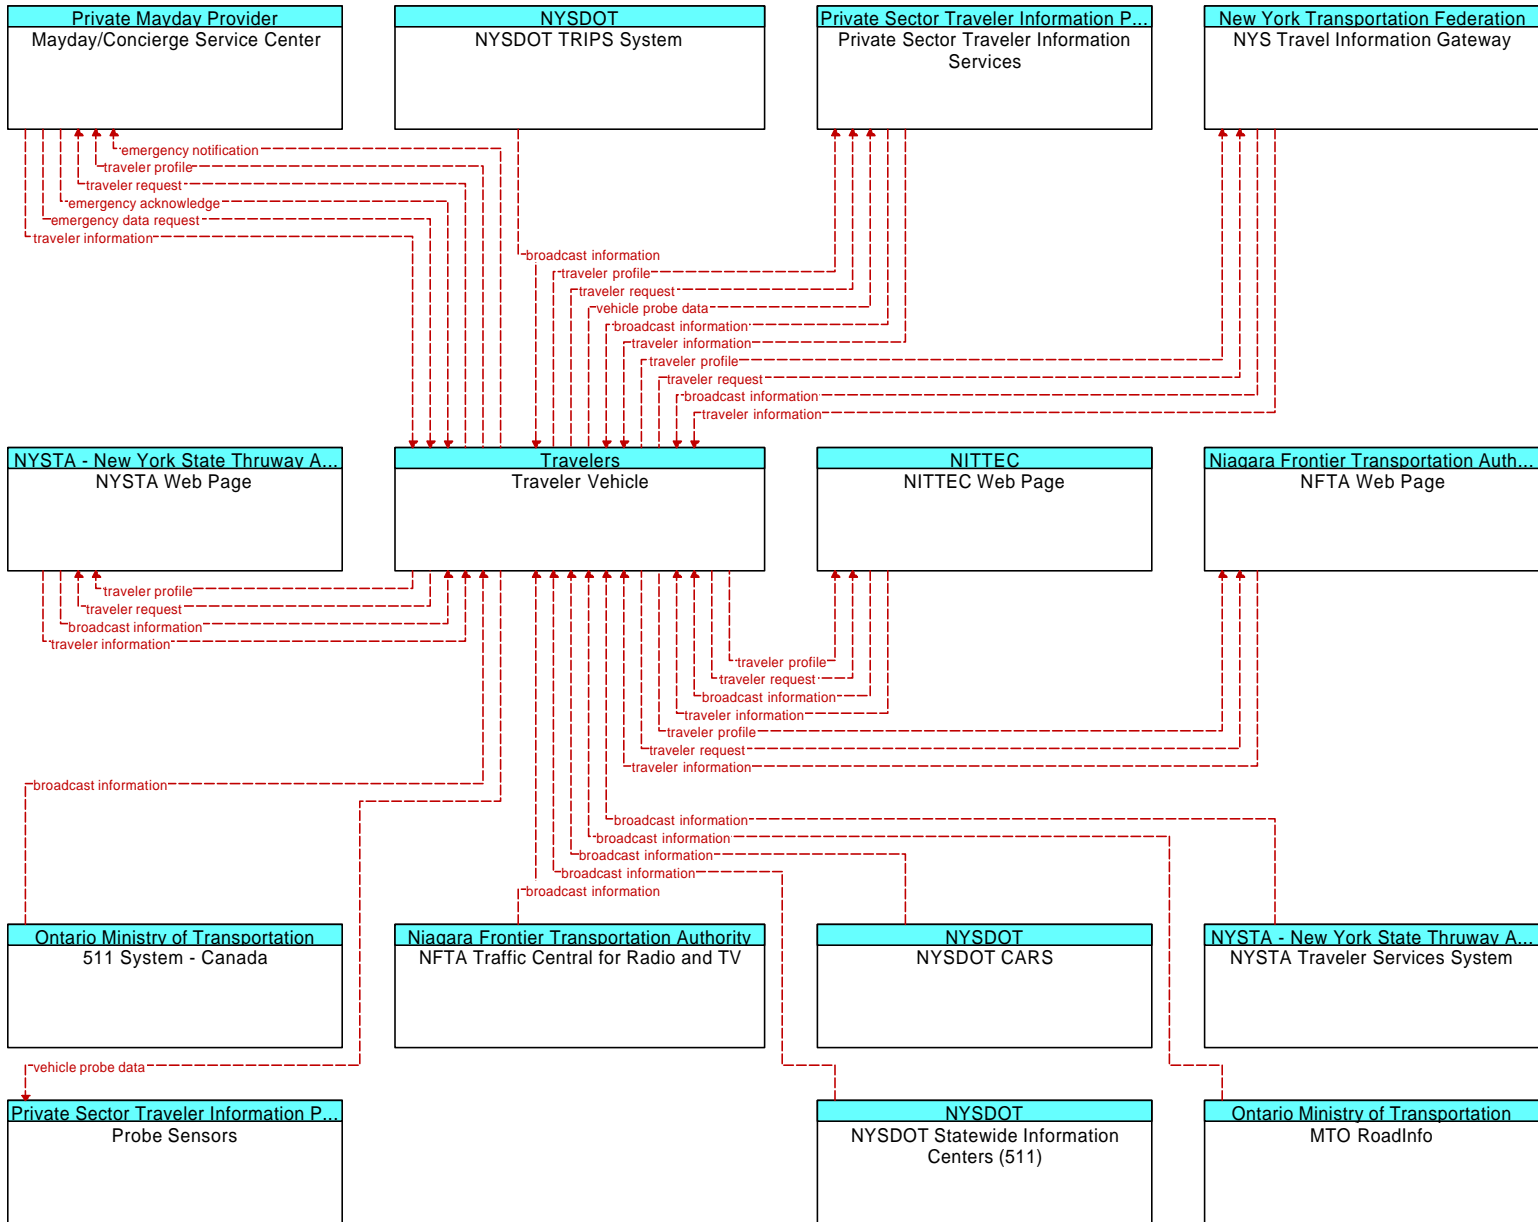 Private Mayday Provider
Mayday/Concierge Service Center
NYSDOT
NYSDOT TRIPS System
Private Sector Traveler Information P...
Private Sector Traveler Information
Services
New York Transportation Federation
NYS Travel Information Gateway
emergency notification
traveler profile
traveler request
emergency acknowledge
emergency data request
traveler information
broadcast information
traveler profile
traveler request
vehicle probe data
broadcast information
traveler information
traveler profile
traveler request
broadcast information
traveler information
NYSTA - New York State Thruway A...
NYSTA Web Page
Travelers
Traveler Vehicle
NITTEC
NITTEC Web Page
Niagara Frontier Transportation Auth...
NFTA Web Page
traveler profile
traveler request
broadcast information
traveler information
traveler profile
traveler request
broadcast information
traveler information
traveler profile
traveler request
traveler information
broadcast information
broadcast information
broadcast information
broadcast information
broadcast information
broadcast information
Ontario Ministry of Transportation
511 System - Canada
Niagara Frontier Transportation Authority
NFTA Traffic Central for Radio and TV
NYSDOT
NYSDOT CARS
NYSTA - New York State Thruway A...
NYSTA Traveler Services System
vehicle probe data
Private Sector Traveler Information P...
Probe Sensors
NYSDOT
NYSDOT Statewide Information
Centers (511)
Ontario Ministry of Transportation
MTO RoadInfo